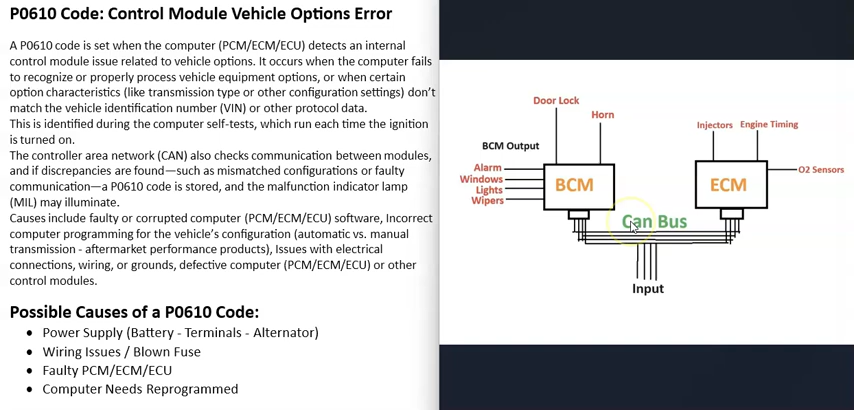 P0610 Code: Control Module Vehicle Options Error
A P0610 code is set when the computer (PCM/ECM/ECU) detects an internal
control module issue related to vehicle options. It occurs when the computer fails
to recognize or properly process vehicle equipment options, or when certain
option characteristics (like transmission type or other configuration settings) don't
match the vehicle identification number (VIN) or other protocol data.
This is identified during the computer self-tests, which run each time the ignition
is turned on.
The controller area network (CAN) also checks communication between modules,
and if discrepancies are found—such as mismatched configurations or faulty
communication—a P0610 code is stored, and the malfunction indicator lamp
(MIL) may illuminate.
Causes include faulty or corrupted computer (PCM/ECM/ECU) software, Incorrect
computer programming for the vehicle's configuration (automatic vs. manual
transmission - aftermarket performance products), Issues with electrical
connections, wiring, or grounds, defective computer (PCM/ECM/ECU) or other
control modules.
Possible Causes of a P0610 Code:
• Power Supply (Battery - Terminals - Alternator)
• Wiring Issues / Blown Fuse
• Faulty PCM/ECM/ECU
• Computer Needs Reprogrammed
Door Lock
Horn
BCM Output
Alarm
Windows
Lights
Wipers
BCM
Injectors
Engine Timing
ECM
O2 Sensors
Can Bus
Input